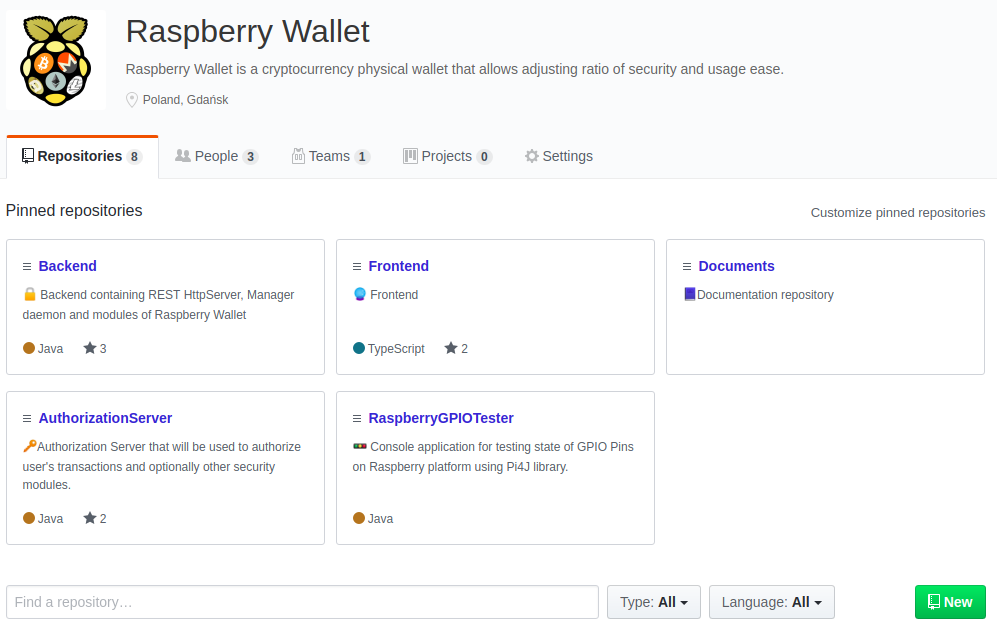 Raspberry Wallet
Raspberry Wallet is a cryptocurrency physical wallet that allows adjusting ratio of security and usage ease.
Poland, Gdańsk
Repositories 8 People 3 Teams 1 Projects 0 Settings
Pinned repositories
Customize pinned repositories
Backend
Backend containing REST HttpServer, Manager
daemon and modules of Raspberry Wallet
Java 3
Frontend
Frontend
TypeScript 2
Documents
Documentation repository
AuthorizationServer
Authorization Server that will be used to authorize
user's transactions and optionally other security
modules.
Java 2
RaspberryGPIOTester
Console application for testing state of GPIO Pins
on Raspberry platform using Pi4J library.
Java
Find a repository…
Type: All
Language: All
New